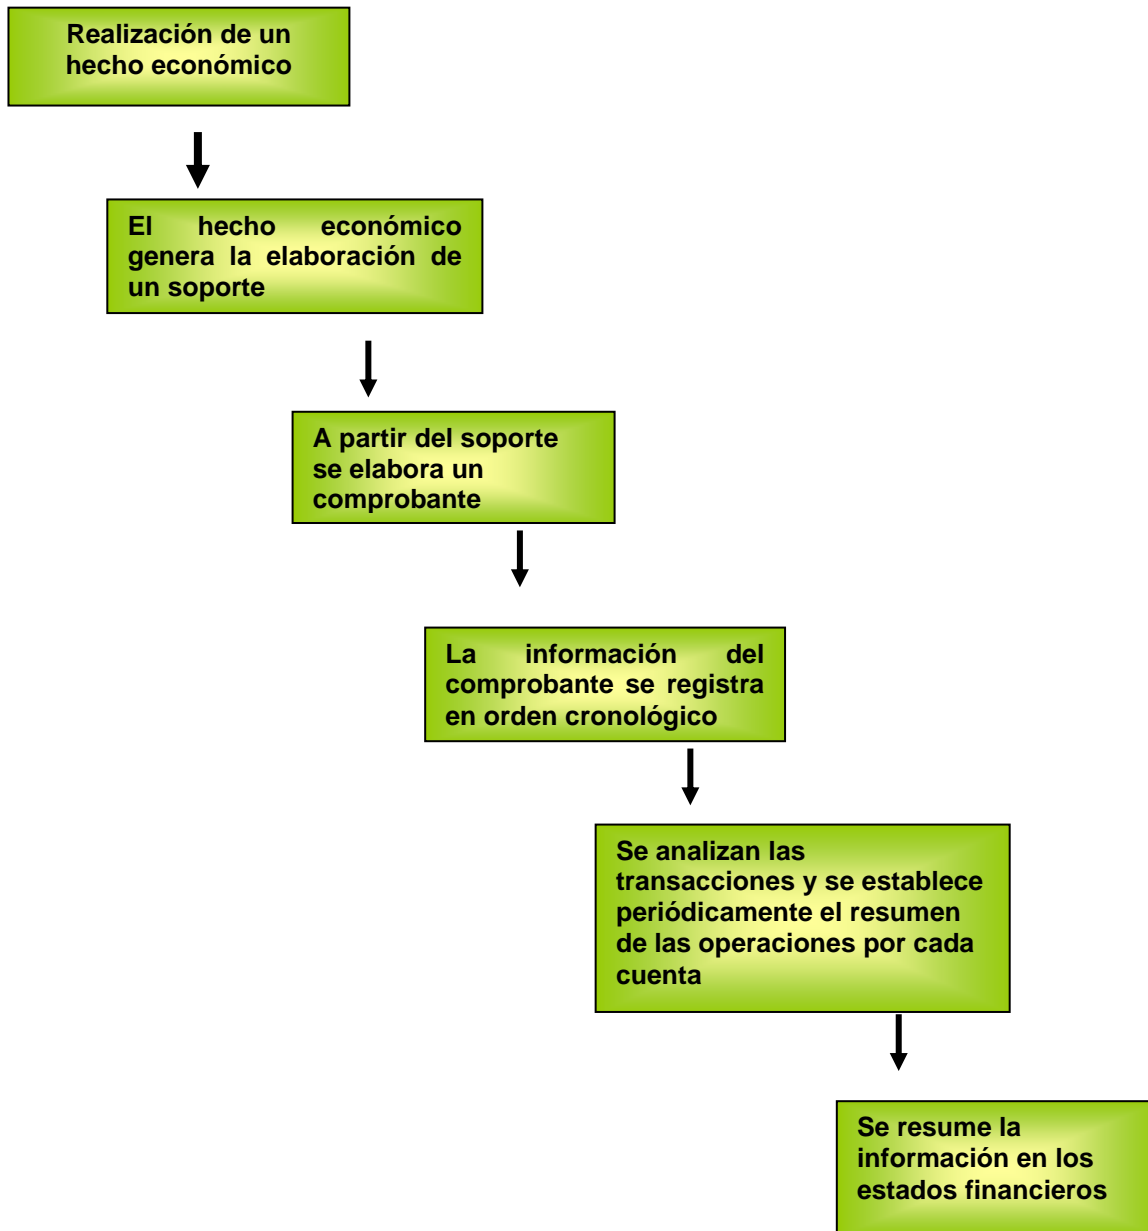 Realización de un
hecho económico
El hecho económico
genera la elaboración de
un soporte
A partir del soporte
se elabora un
comprobante
La información del
comprobante se registra
en orden cronológico
Se analizan las
transacciones y se establece
periódicamente el resumen
de las operaciones por cada
cuenta
Se resume la
información en los
estados financieros